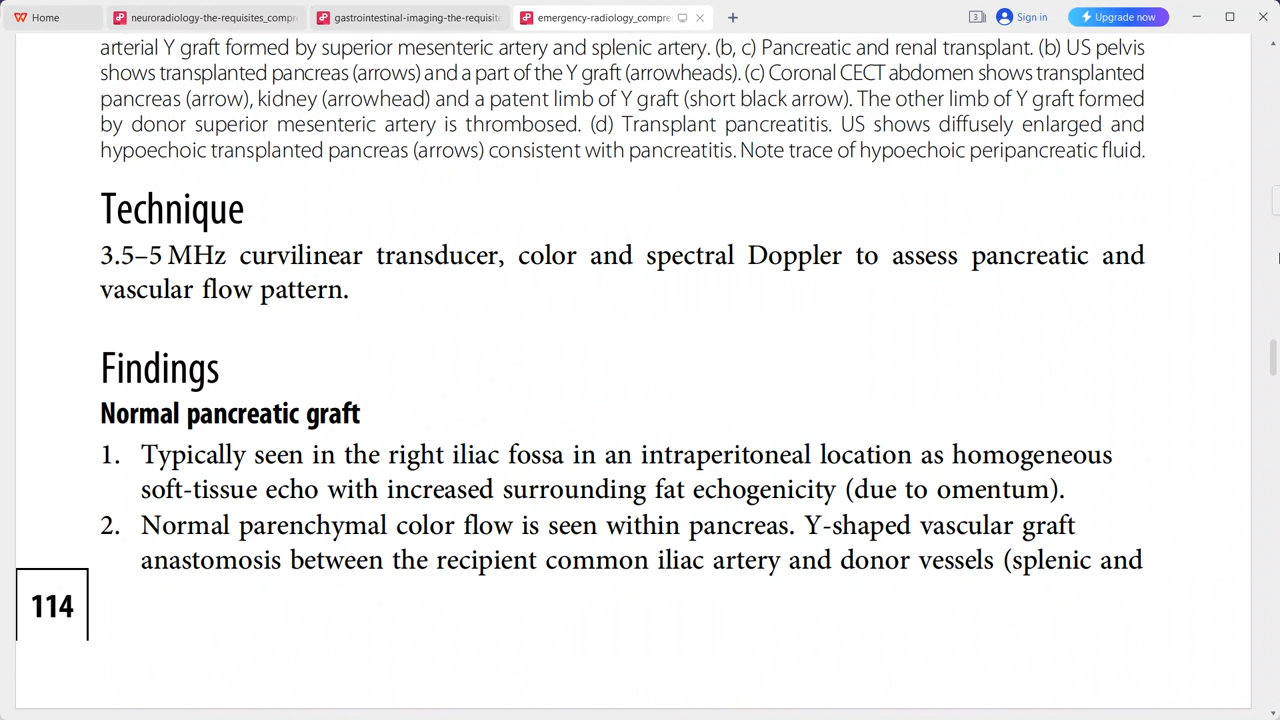 Home
neuroradiology-the-requisites_compr
gastrointestinal-imaging-the-requisite
emergency-radiology_compre
3
Sign in
Upgrade now
arterial Y graft formed by superior mesenteric artery and splenic artery. (b, c) Pancreatic and renal transplant. (b) US pelvis
shows transplanted pancreas (arrows) and a part of the Y graft (arrowheads). (c) Coronal CECT abdomen shows transplanted
pancreas (arrow), kidney (arrowhead) and a patent limb of Y graft (short black arrow). The other limb of Y graft formed
by donor superior mesenteric artery is thrombosed. (d) Transplant pancreatitis. US shows diffusely enlarged and
hypoechoic transplanted pancreas (arrows) consistent with pancreatitis. Note trace of hypoechoic peripancreatic fluid.
Technique
3.5–5 MHz curvilinear transducer, color and spectral Doppler to assess pancreatic and
vascular flow pattern.
Findings
Normal pancreatic graft
1. Typically seen in the right iliac fossa in an intraperitoneal location as homogeneous
soft-tissue echo with increased surrounding fat echogenicity (due to omentum).
2. Normal parenchymal color flow is seen within pancreas. Y-shaped vascular graft
anastomosis between the recipient common iliac artery and donor vessels (splenic and
114